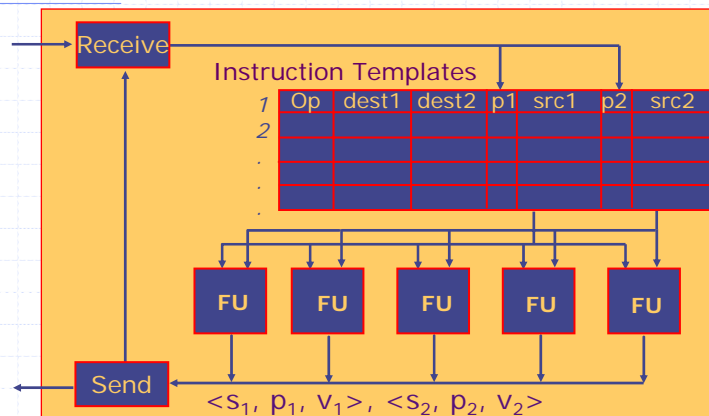 Receive
Instruction Templates
1 Op dest1 dest2 p1 src1 p2 src2
2
.
.
.
FU FU FU FU FU
Send
<s₁, p₁, v₁>, <s₂, p₂, v₂>